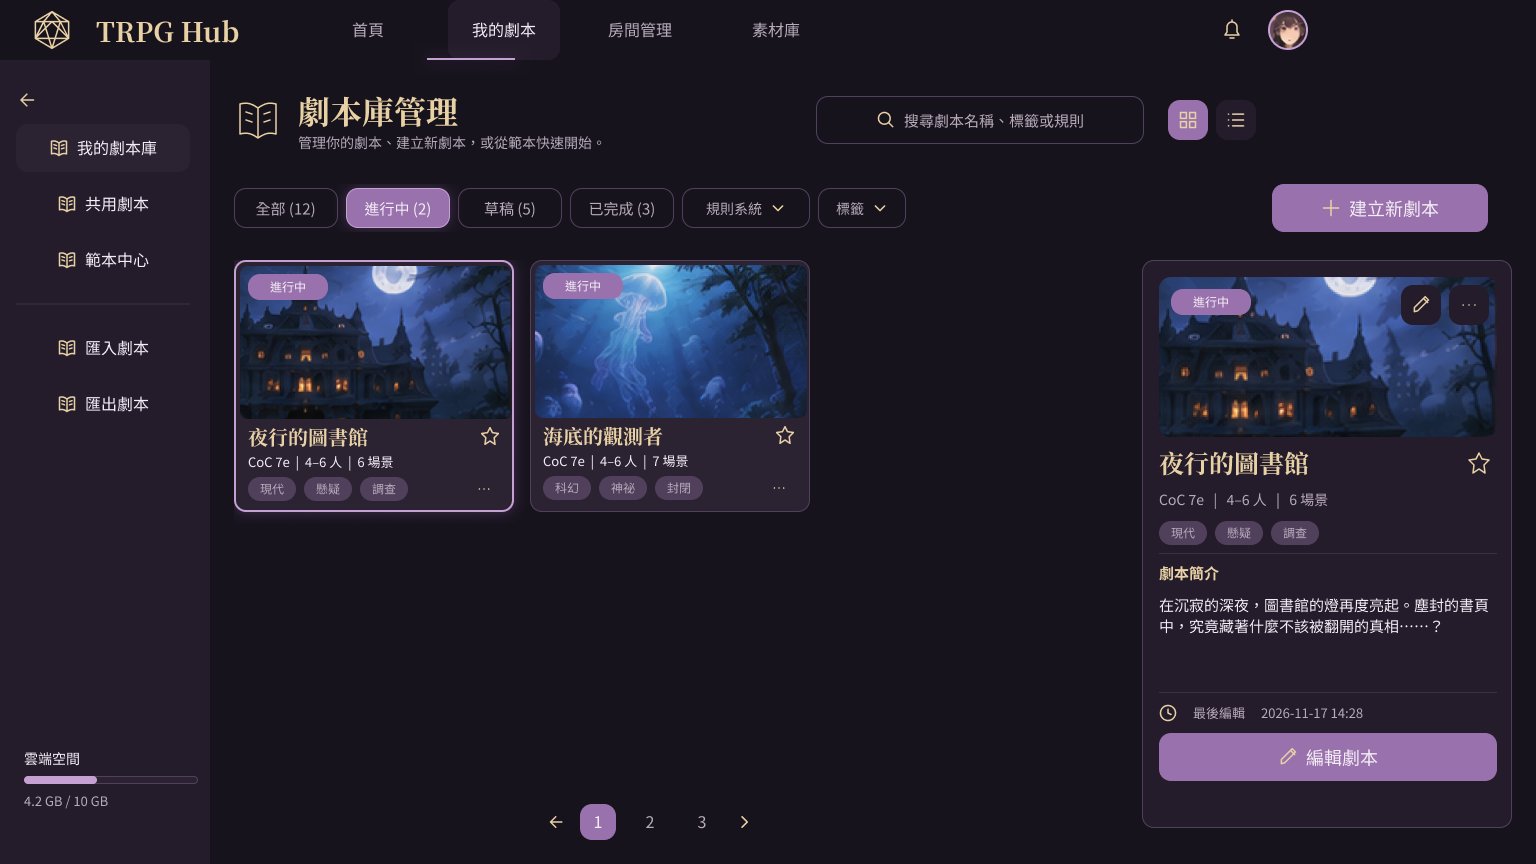 TRPG Hub
首頁
我的劇本
房間管理
素材庫
我的劇本庫
共用劇本
範本中心
匯入劇本
匯出劇本
雲端空間
4.2 GB / 10 GB
劇本庫管理
管理你的劇本、建立新劇本，或從範本快速開始。
搜尋劇本名稱、標籤或規則
全部 (12)
進行中 (2)
草稿 (5)
已完成 (3)
規則系統
標籤
建立新劇本
進行中
夜行的圖書館
CoC 7e | 4–6 人 | 6 場景
現代
懸疑
調查
···
進行中
海底的觀測者
CoC 7e | 4–6 人 | 7 場景
科幻
神祕
封閉
···
1
2
3
進行中
···
夜行的圖書館
CoC 7e | 4–6 人 | 6 場景
現代
懸疑
調查
劇本簡介
在沉寂的深夜，圖書館的燈再度亮起。塵封的書頁
中，究竟藏著什麼不該被翻開的真相……？
最後編輯 2026-11-17 14:28
編輯劇本